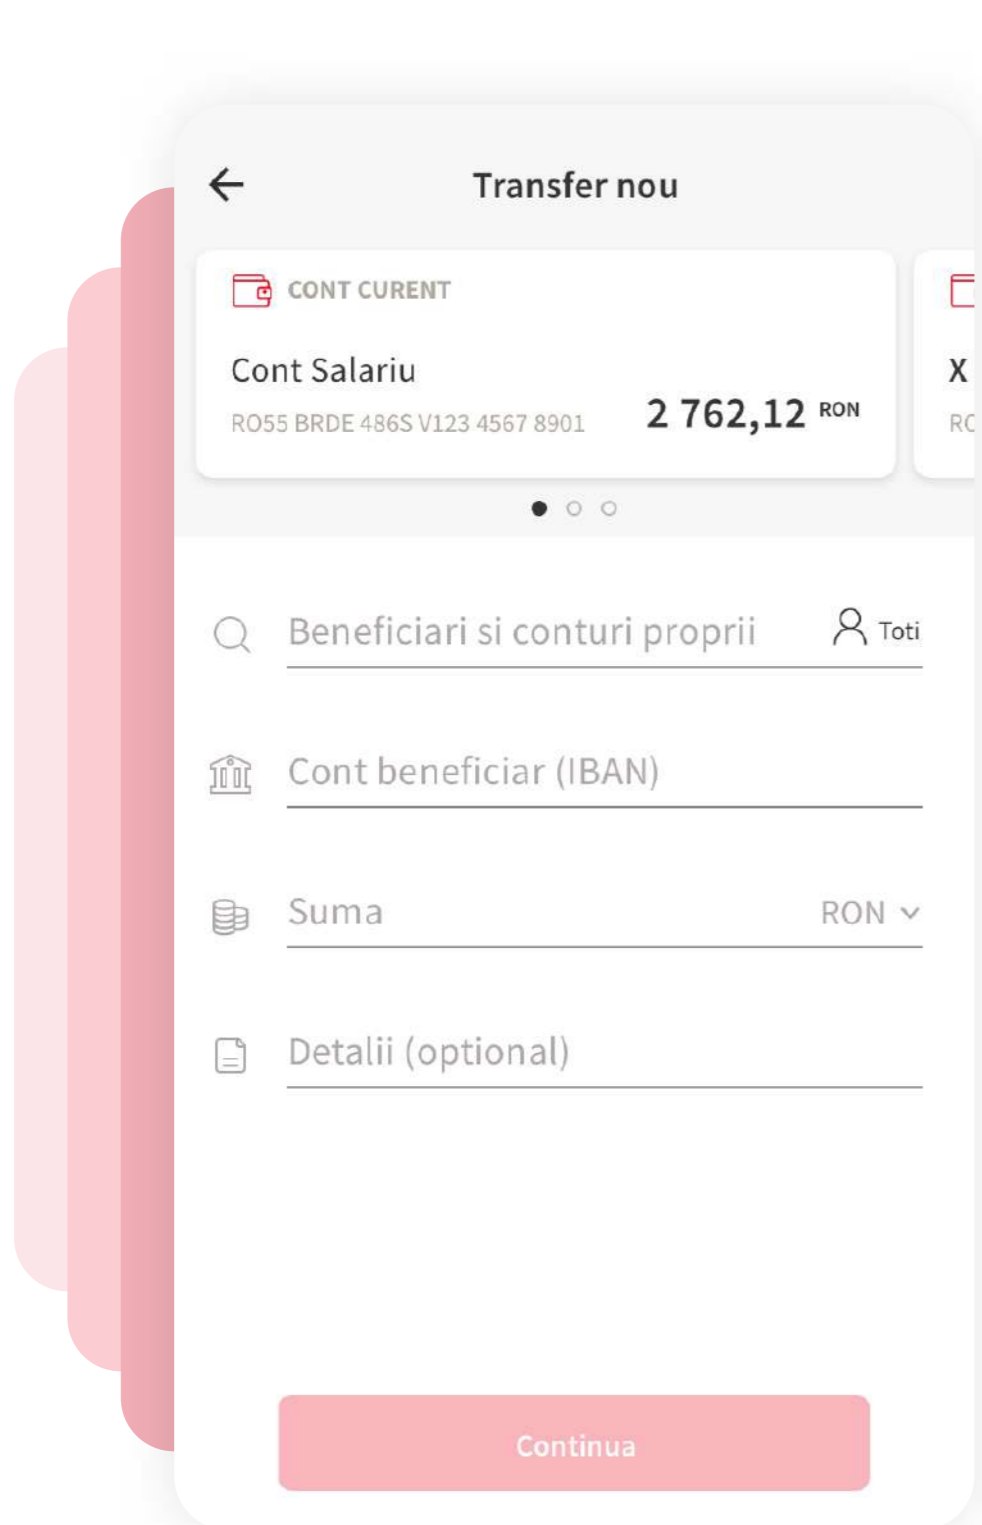 Transfer nou
CONT CURENT
Cont Salariu
RO55 BRDE 486S V123 4567 8901
2 762,12 RON
X
RO
Beneficiari si conturi proprii
Toti
Cont beneficiar (IBAN)
Suma
RON
Detalii (optional)
Continua